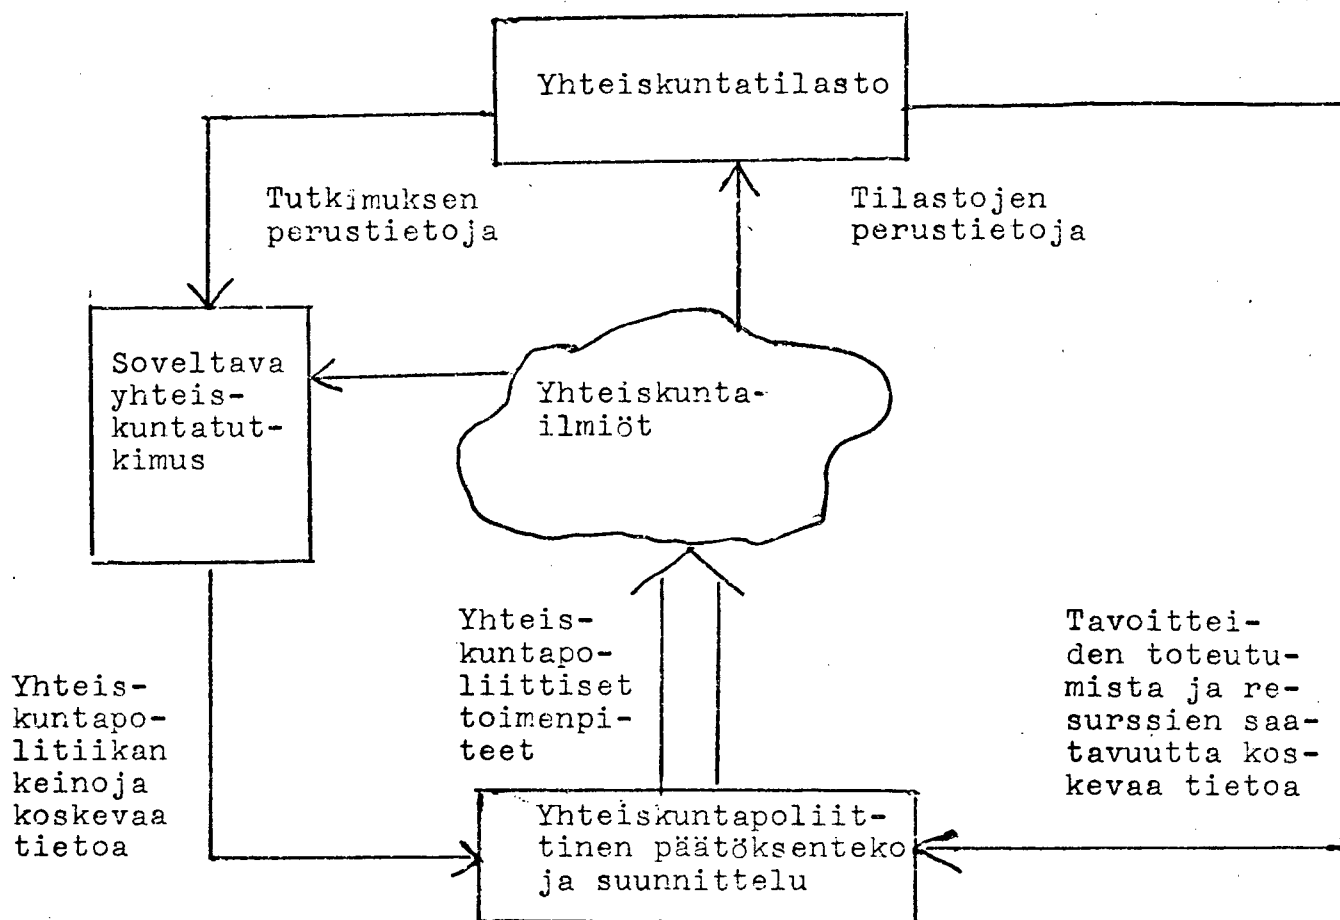 Yhteiskuntatilasto
Tutkimuksen
perustietoja
Tilastojen
perustietoja
Soveltava
yhteis-
kuntatut-
kimus
Yhteiskunta-
ilmiöt
Yhteis-
kuntapo-
liittiset
toimenpi-
teet
Tavoittei-
den toteutu-
mista ja re-
surssien saa-
tavuutta kos-
kevaa tietoa
Yhteis-
kuntapo-
litiikan
keinoja
koskevaa
tietoa
Yhteiskuntapoliit-
tinen päätöksenteko
ja suunnittelu